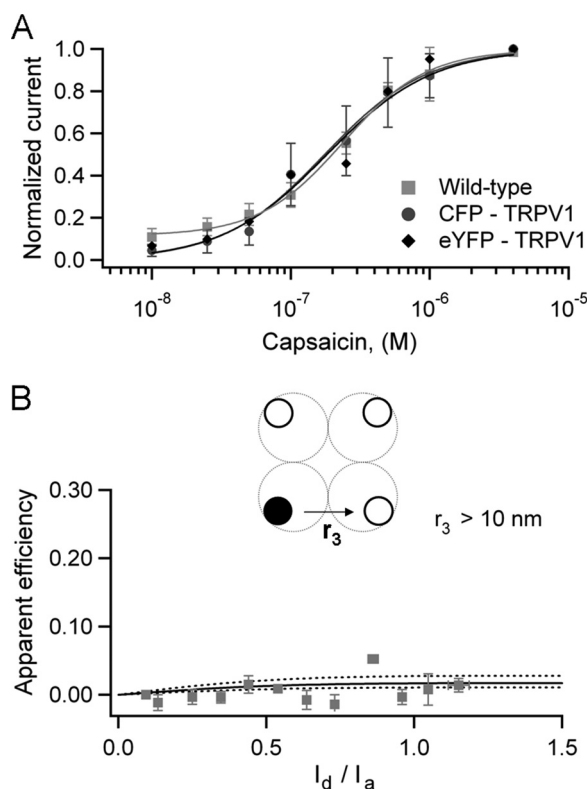 A
Normalized current
1.0
0.8
0.6
0.4
0.2
0.0
Wild-type
CFP - TRPV1
eYFP - TRPV1
10⁻⁸ 10⁻⁷ 10⁻⁶ 10⁻⁵
Capsaicin, (M)
B
Apparent efficiency
0.30
0.20
0.10
0.00
r₃
r₃ > 10 nm
0.0 0.5 1.0 1.5
I_d / I_a